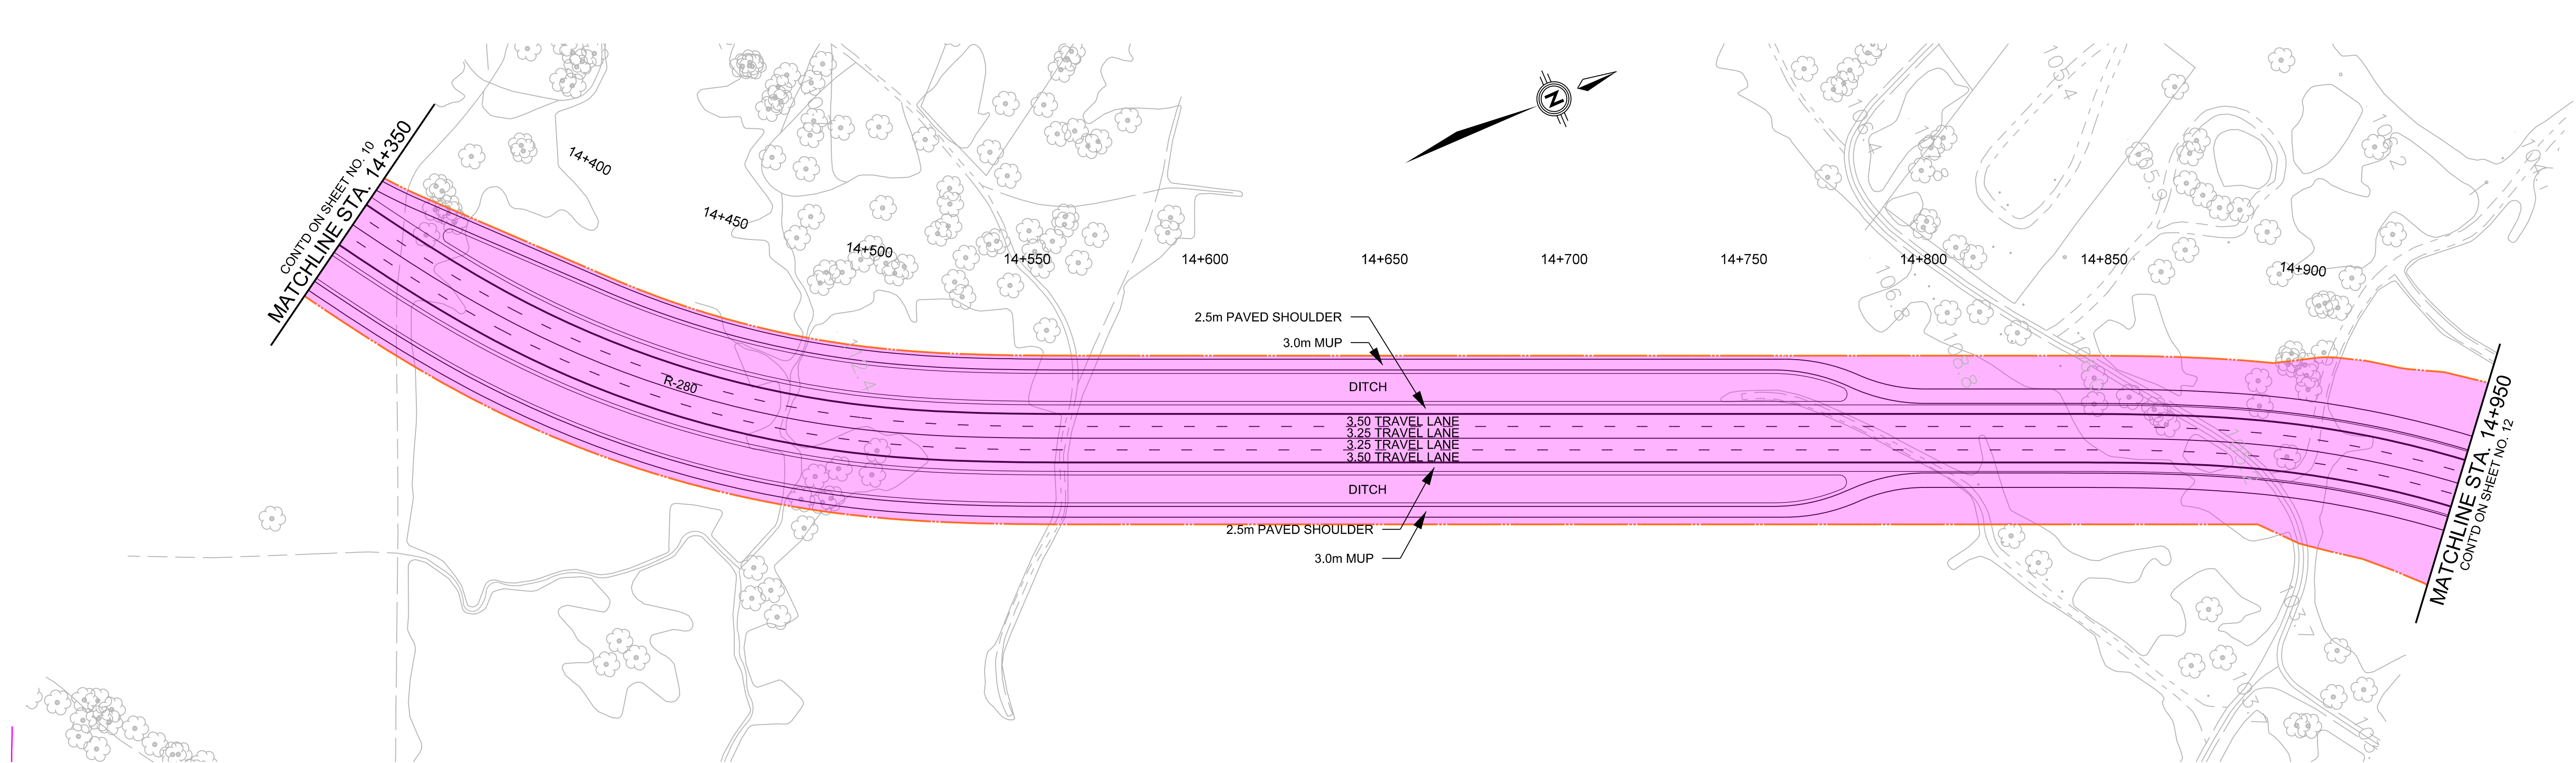 CONT'D ON SHEET NO. 10
MATCHLINE STA. 14+350
14+400
14+450
14+500
14+550
14+600
14+650
14+700
14+750
14+800
14+850
14+900
N
R-280
2.5m PAVED SHOULDER
3.0m MUP
DITCH
3.50 TRAVEL LANE
3.25 TRAVEL LANE
3.25 TRAVEL LANE
3.50 TRAVEL LANE
DITCH
2.5m PAVED SHOULDER
3.0m MUP
108.8
MATCHLINE STA. 14+950
CONT'D ON SHEET NO. 12